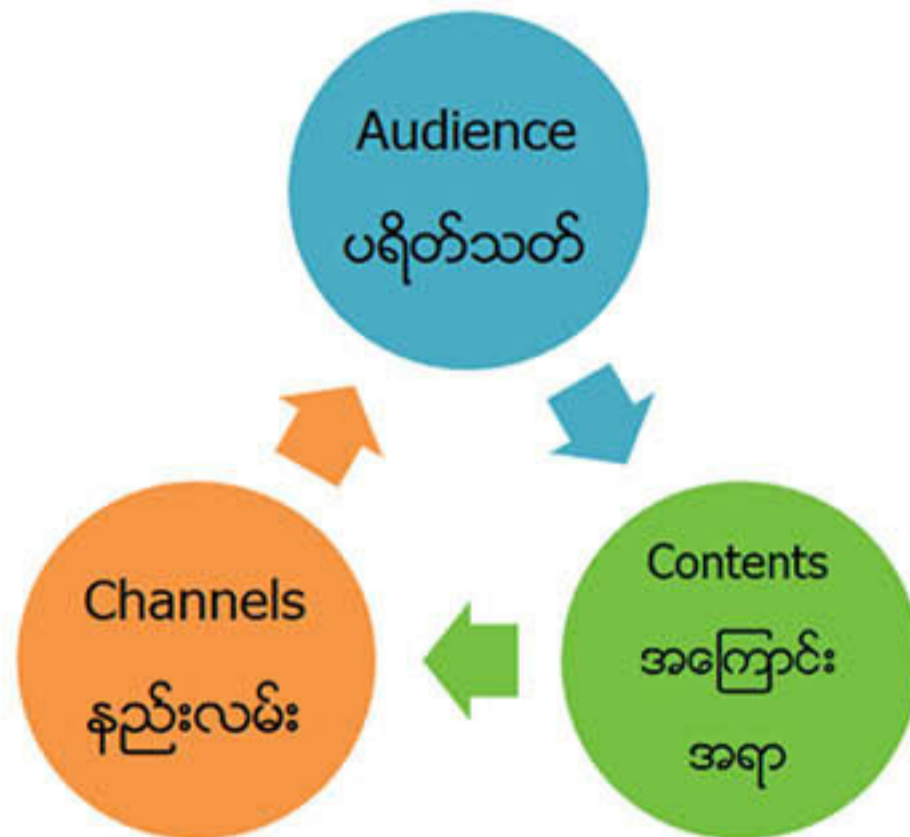 Audience
ပရိတ်သတ်
Contents
အကြောင်း
အရာ
Channels
နည်းလမ်း